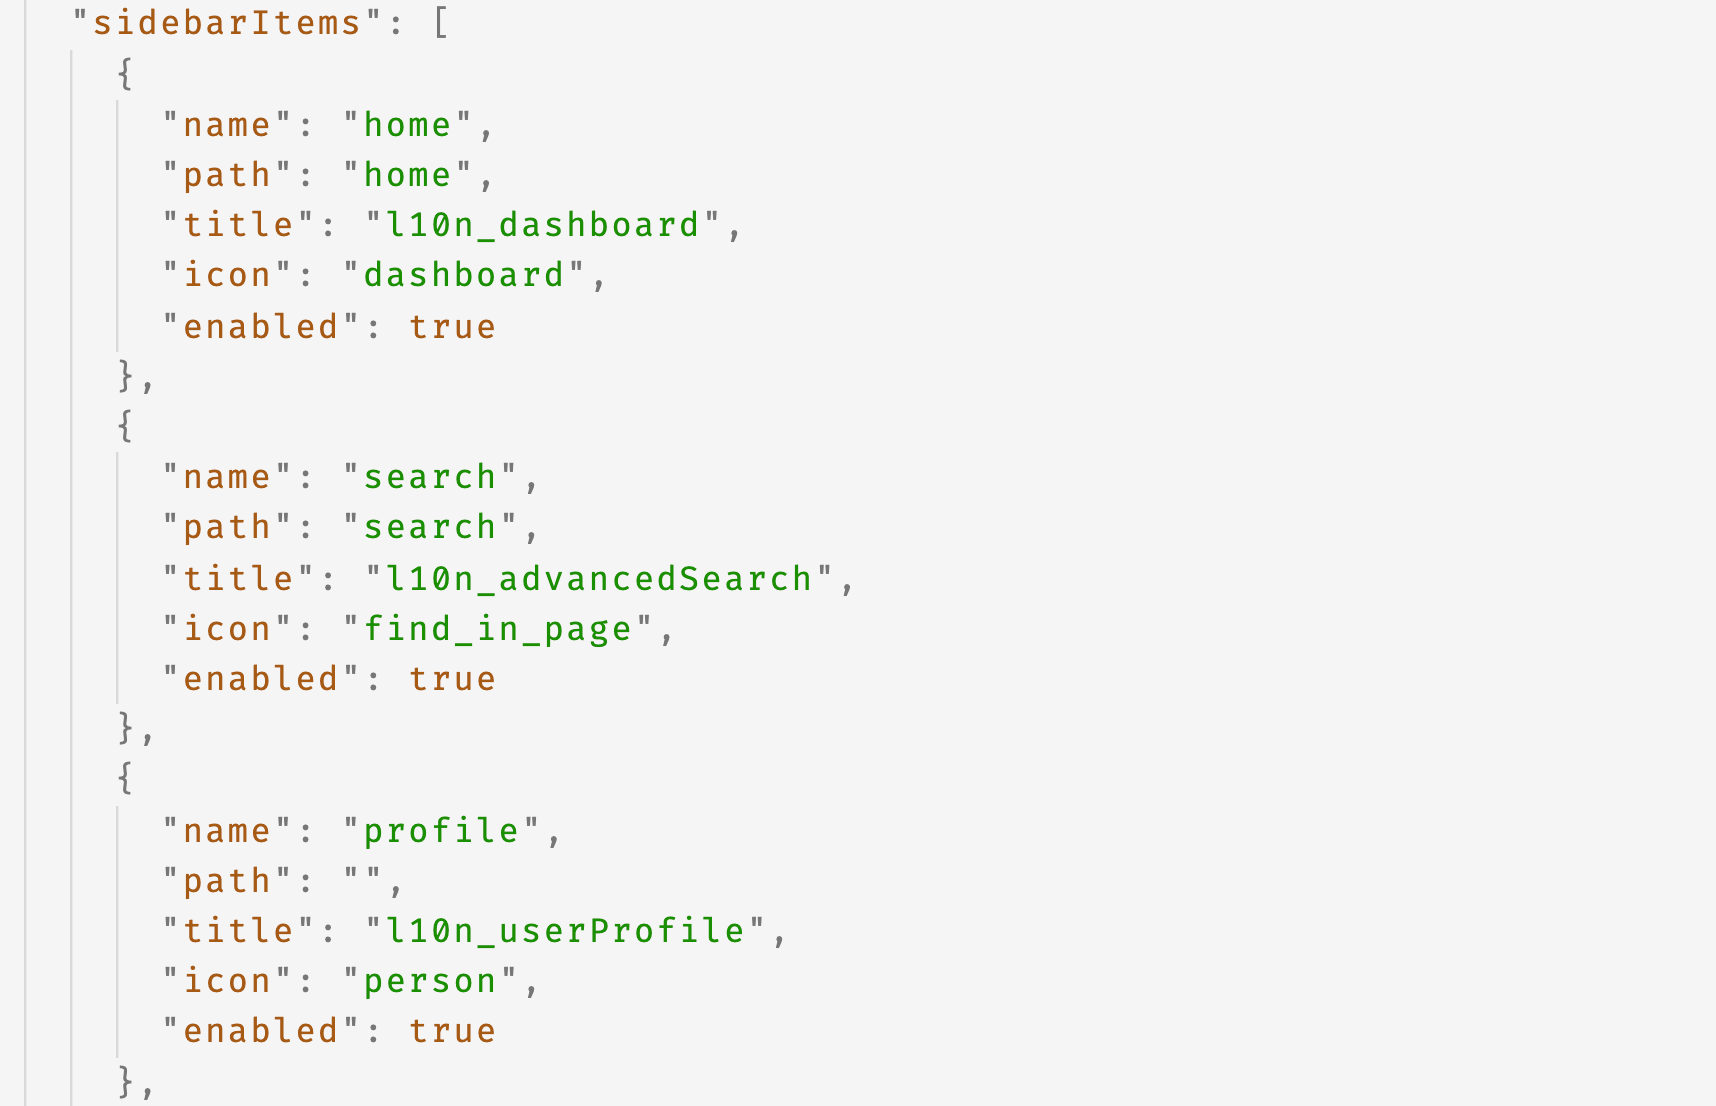 "sidebarItems": [
{
"name": "home",
"path": "home",
"title": "l10n_dashboard",
"icon": "dashboard",
"enabled": true
},
{
"name": "search",
"path": "search",
"title": "l10n_advancedSearch",
"icon": "find_in_page",
"enabled": true
},
{
"name": "profile",
"path": "",
"title": "l10n_userProfile",
"icon": "person",
"enabled": true
},